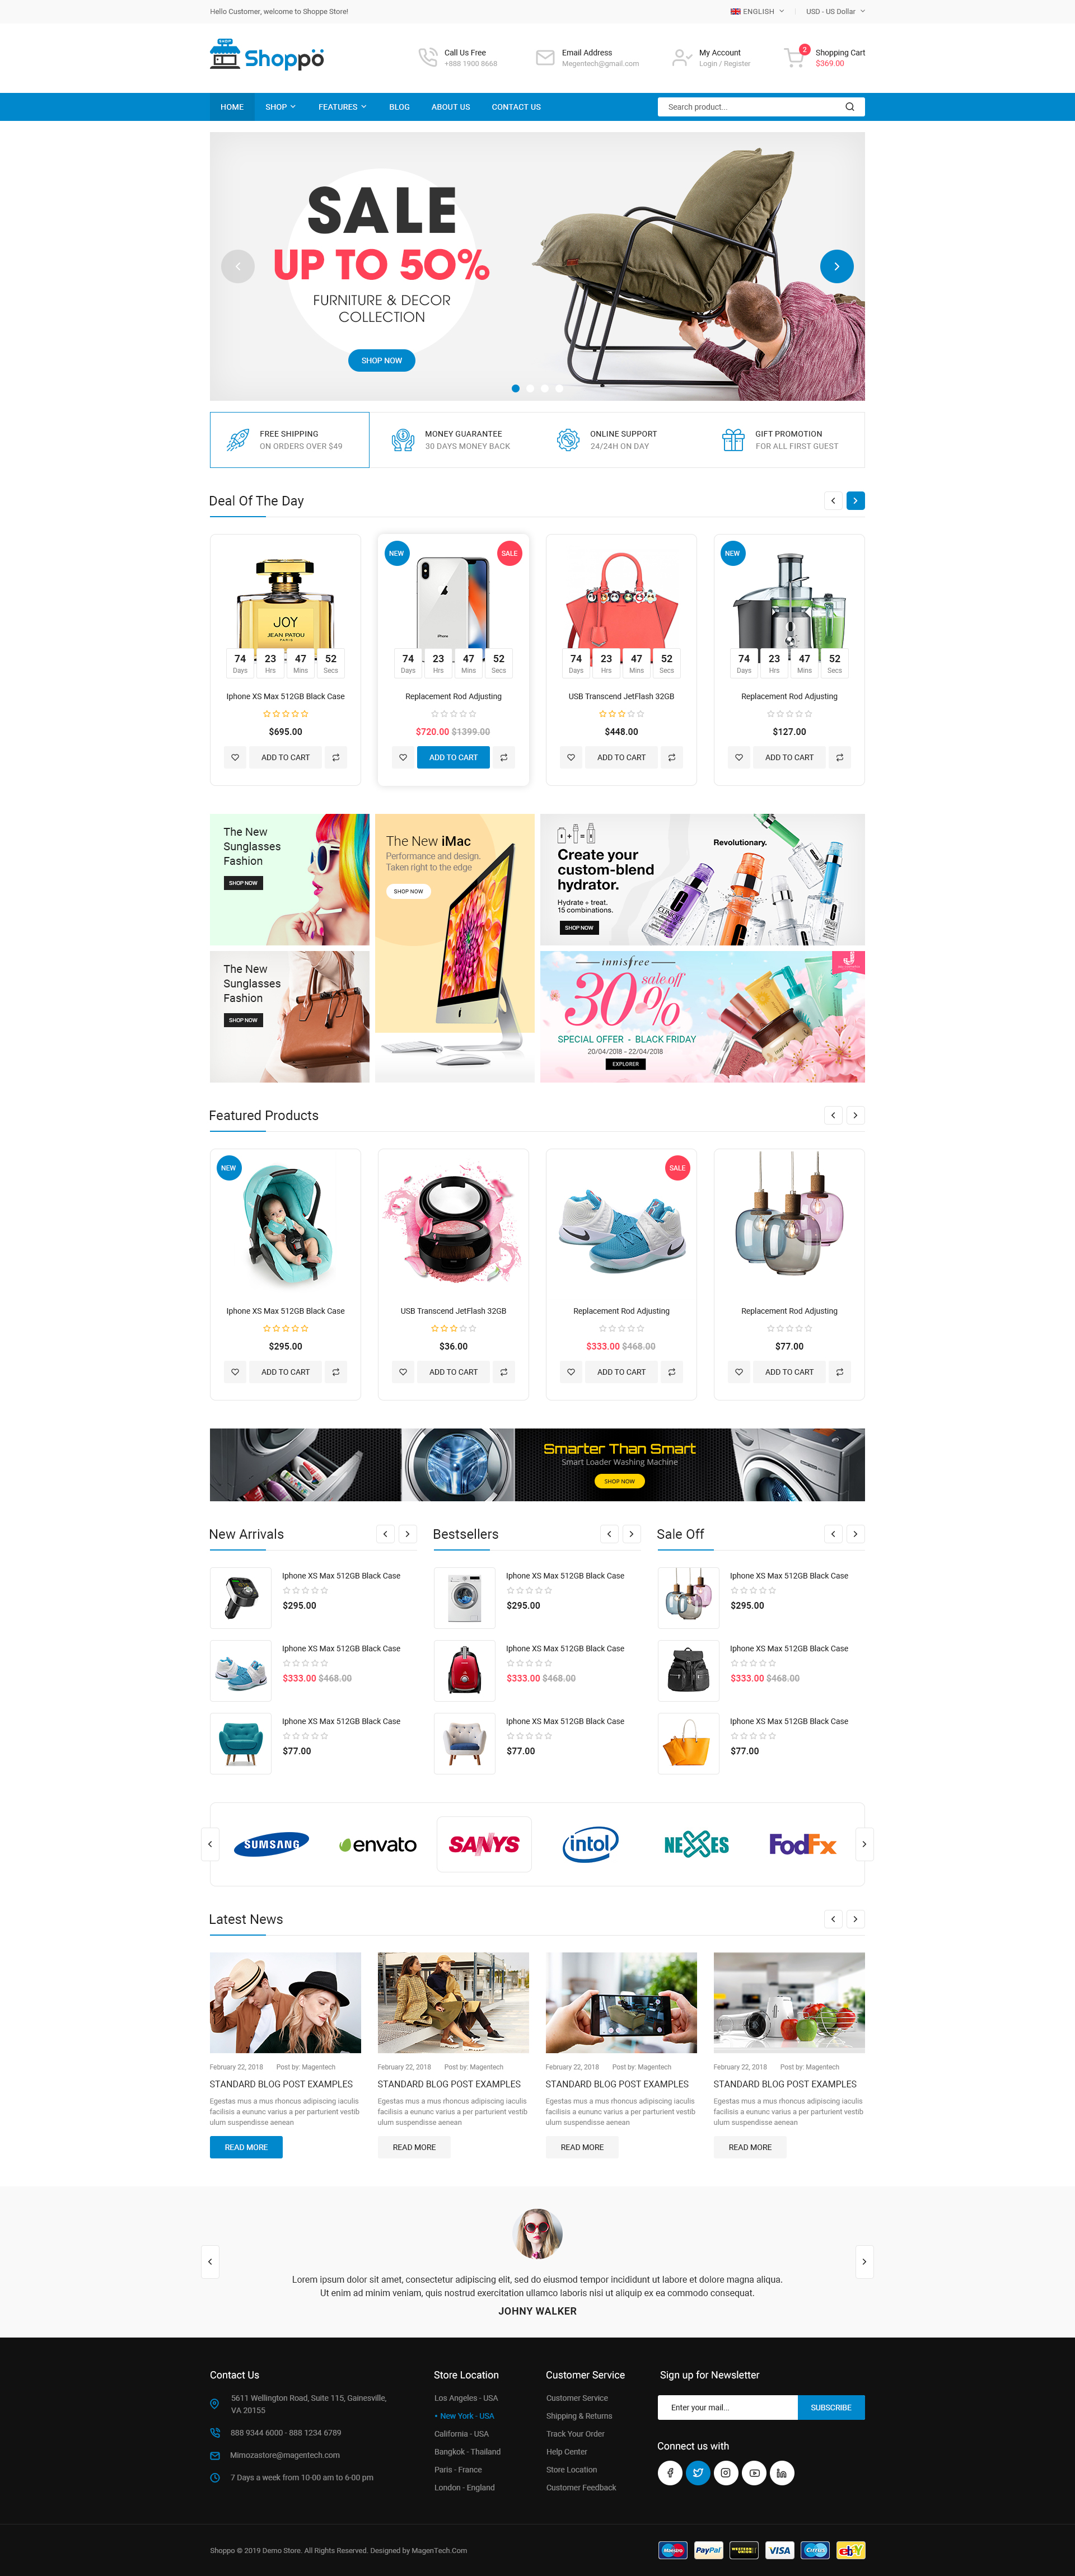 Hello Customer, welcome to Shoppe Store!
ENGLISH
USD - US Dollar
SHOP
Shoppö
Call Us Free
+888 1900 8668
Email Address
Megentech@gmail.com
My Account
Login / Register
2
Shopping Cart
$369.00
HOME
SHOP
FEATURES
BLOG
ABOUT US
CONTACT US
Search product...
SALE
UP TO 50%
FURNITURE & DECOR
COLLECTION
SHOP NOW
FREE SHIPPING
ON ORDERS OVER $49
MONEY GUARANTEE
30 DAYS MONEY BACK
ONLINE SUPPORT
24/24H ON DAY
GIFT PROMOTION
FOR ALL FIRST GUEST
Deal Of The Day
JOY
JEAN PATOU
PARIS
74 23 47 52
Days Hrs Mins Secs
Iphone XS Max 512GB Black Case
$695.00
ADD TO CART
NEW
SALE
iPhone
74 23 47 52
Days Hrs Mins Secs
Replacement Rod Adjusting
$720.00 $1399.00
ADD TO CART
74 23 47 52
Days Hrs Mins Secs
USB Transcend JetFlash 32GB
$448.00
ADD TO CART
NEW
74 23 47 52
Days Hrs Mins Secs
Replacement Rod Adjusting
$127.00
ADD TO CART
The New
Sunglasses
Fashion
SHOP NOW
The New
Sunglasses
Fashion
SHOP NOW
The New iMac
Performance and design.
Taken right to the edge
SHOP NOW
Create your
custom-blend
hydrator.
Hydrate + treat.
15 combinations.
SHOP NOW
Revolutionary.
CLINIQUE
innisfree
30% sale off
SPECIAL OFFER - BLACK FRIDAY
20/04/2018 - 22/04/2018
EXPLORER
Featured Products
NEW
Iphone XS Max 512GB Black Case
$295.00
ADD TO CART
USB Transcend JetFlash 32GB
$36.00
ADD TO CART
SALE
Replacement Rod Adjusting
$333.00 $468.00
ADD TO CART
Replacement Rod Adjusting
$77.00
ADD TO CART
Smarter Than Smart
Smart Loader Washing Machine
SHOP NOW
New Arrivals
Iphone XS Max 512GB Black Case
$295.00
Iphone XS Max 512GB Black Case
$333.00 $468.00
Iphone XS Max 512GB Black Case
$77.00
Bestsellers
Iphone XS Max 512GB Black Case
$295.00
Iphone XS Max 512GB Black Case
$333.00 $468.00
Iphone XS Max 512GB Black Case
$77.00
Sale Off
Iphone XS Max 512GB Black Case
$295.00
Iphone XS Max 512GB Black Case
$333.00 $468.00
Iphone XS Max 512GB Black Case
$77.00
SUMSANG
envato
SANYS
intol
NEXES
FodFx
Latest News
February 22, 2018 Post by: Magentech
STANDARD BLOG POST EXAMPLES
Egestas mus a mus rhoncus adipiscing iaculis
facilisis a eununc varius a per parturient vestib
ulum suspendisse aenean
READ MORE
February 22, 2018 Post by: Magentech
STANDARD BLOG POST EXAMPLES
Egestas mus a mus rhoncus adipiscing iaculis
facilisis a eununc varius a per parturient vestib
ulum suspendisse aenean
READ MORE
February 22, 2018 Post by: Magentech
STANDARD BLOG POST EXAMPLES
Egestas mus a mus rhoncus adipiscing iaculis
facilisis a eununc varius a per parturient vestib
ulum suspendisse aenean
READ MORE
February 22, 2018 Post by: Magentech
STANDARD BLOG POST EXAMPLES
Egestas mus a mus rhoncus adipiscing iaculis
facilisis a eununc varius a per parturient vestib
ulum suspendisse aenean
READ MORE
Lorem ipsum dolor sit amet, consectetur adipiscing elit, sed do eiusmod tempor incididunt ut labore et dolore magna aliqua.
Ut enim ad minim veniam, quis nostrud exercitation ullamco laboris nisi ut aliquip ex ea commodo consequat.
JOHNY WALKER
Contact Us
5611 Wellington Road, Suite 115, Gainesville,
VA 20155
888 9344 6000 - 888 1234 6789
Mimozastore@magentech.com
7 Days a week from 10-00 am to 6-00 pm
Store Location
Los Angeles - USA
New York - USA
California - USA
Bangkok - Thailand
Paris - France
London - England
Customer Service
Customer Service
Shipping & Returns
Track Your Order
Help Center
Store Location
Customer Feedback
Sign up for Newsletter
Enter your mail...
SUBSCRIBE
Connect us with
Shoppo © 2019 Demo Store. All Rights Reserved. Designed by MagenTech.Com
Maestro
PayPal
WESTERN UNION
VISA
Cirrus
ebY